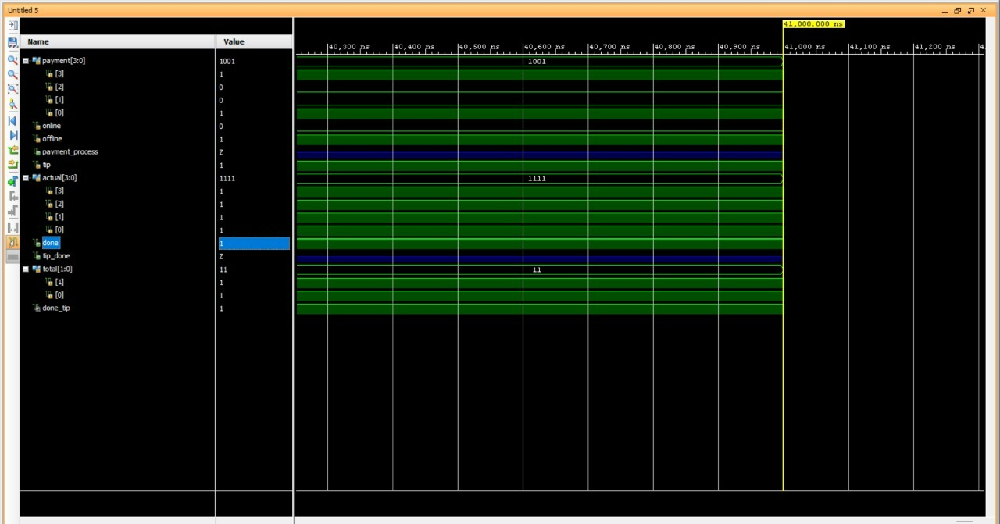 Untitled 5
41,000.000 ns
Name Value
40,300 ns 40,400 ns 40,500 ns 40,600 ns 40,700 ns 40,800 ns 40,900 ns 41,000 ns 41,100 ns 41,200 ns
payment[3:0] 1001 1001
[3] 1
[2] 0
[1] 0
[0] 1
online 0
offline 1
payment_process Z
tip 1
actual[3:0] 1111 1111
[3] 1
[2] 1
[1] 1
[0] 1
done 1
tip_done Z
total[1:0] 11 11
[1] 1
[0] 1
done_tip 1